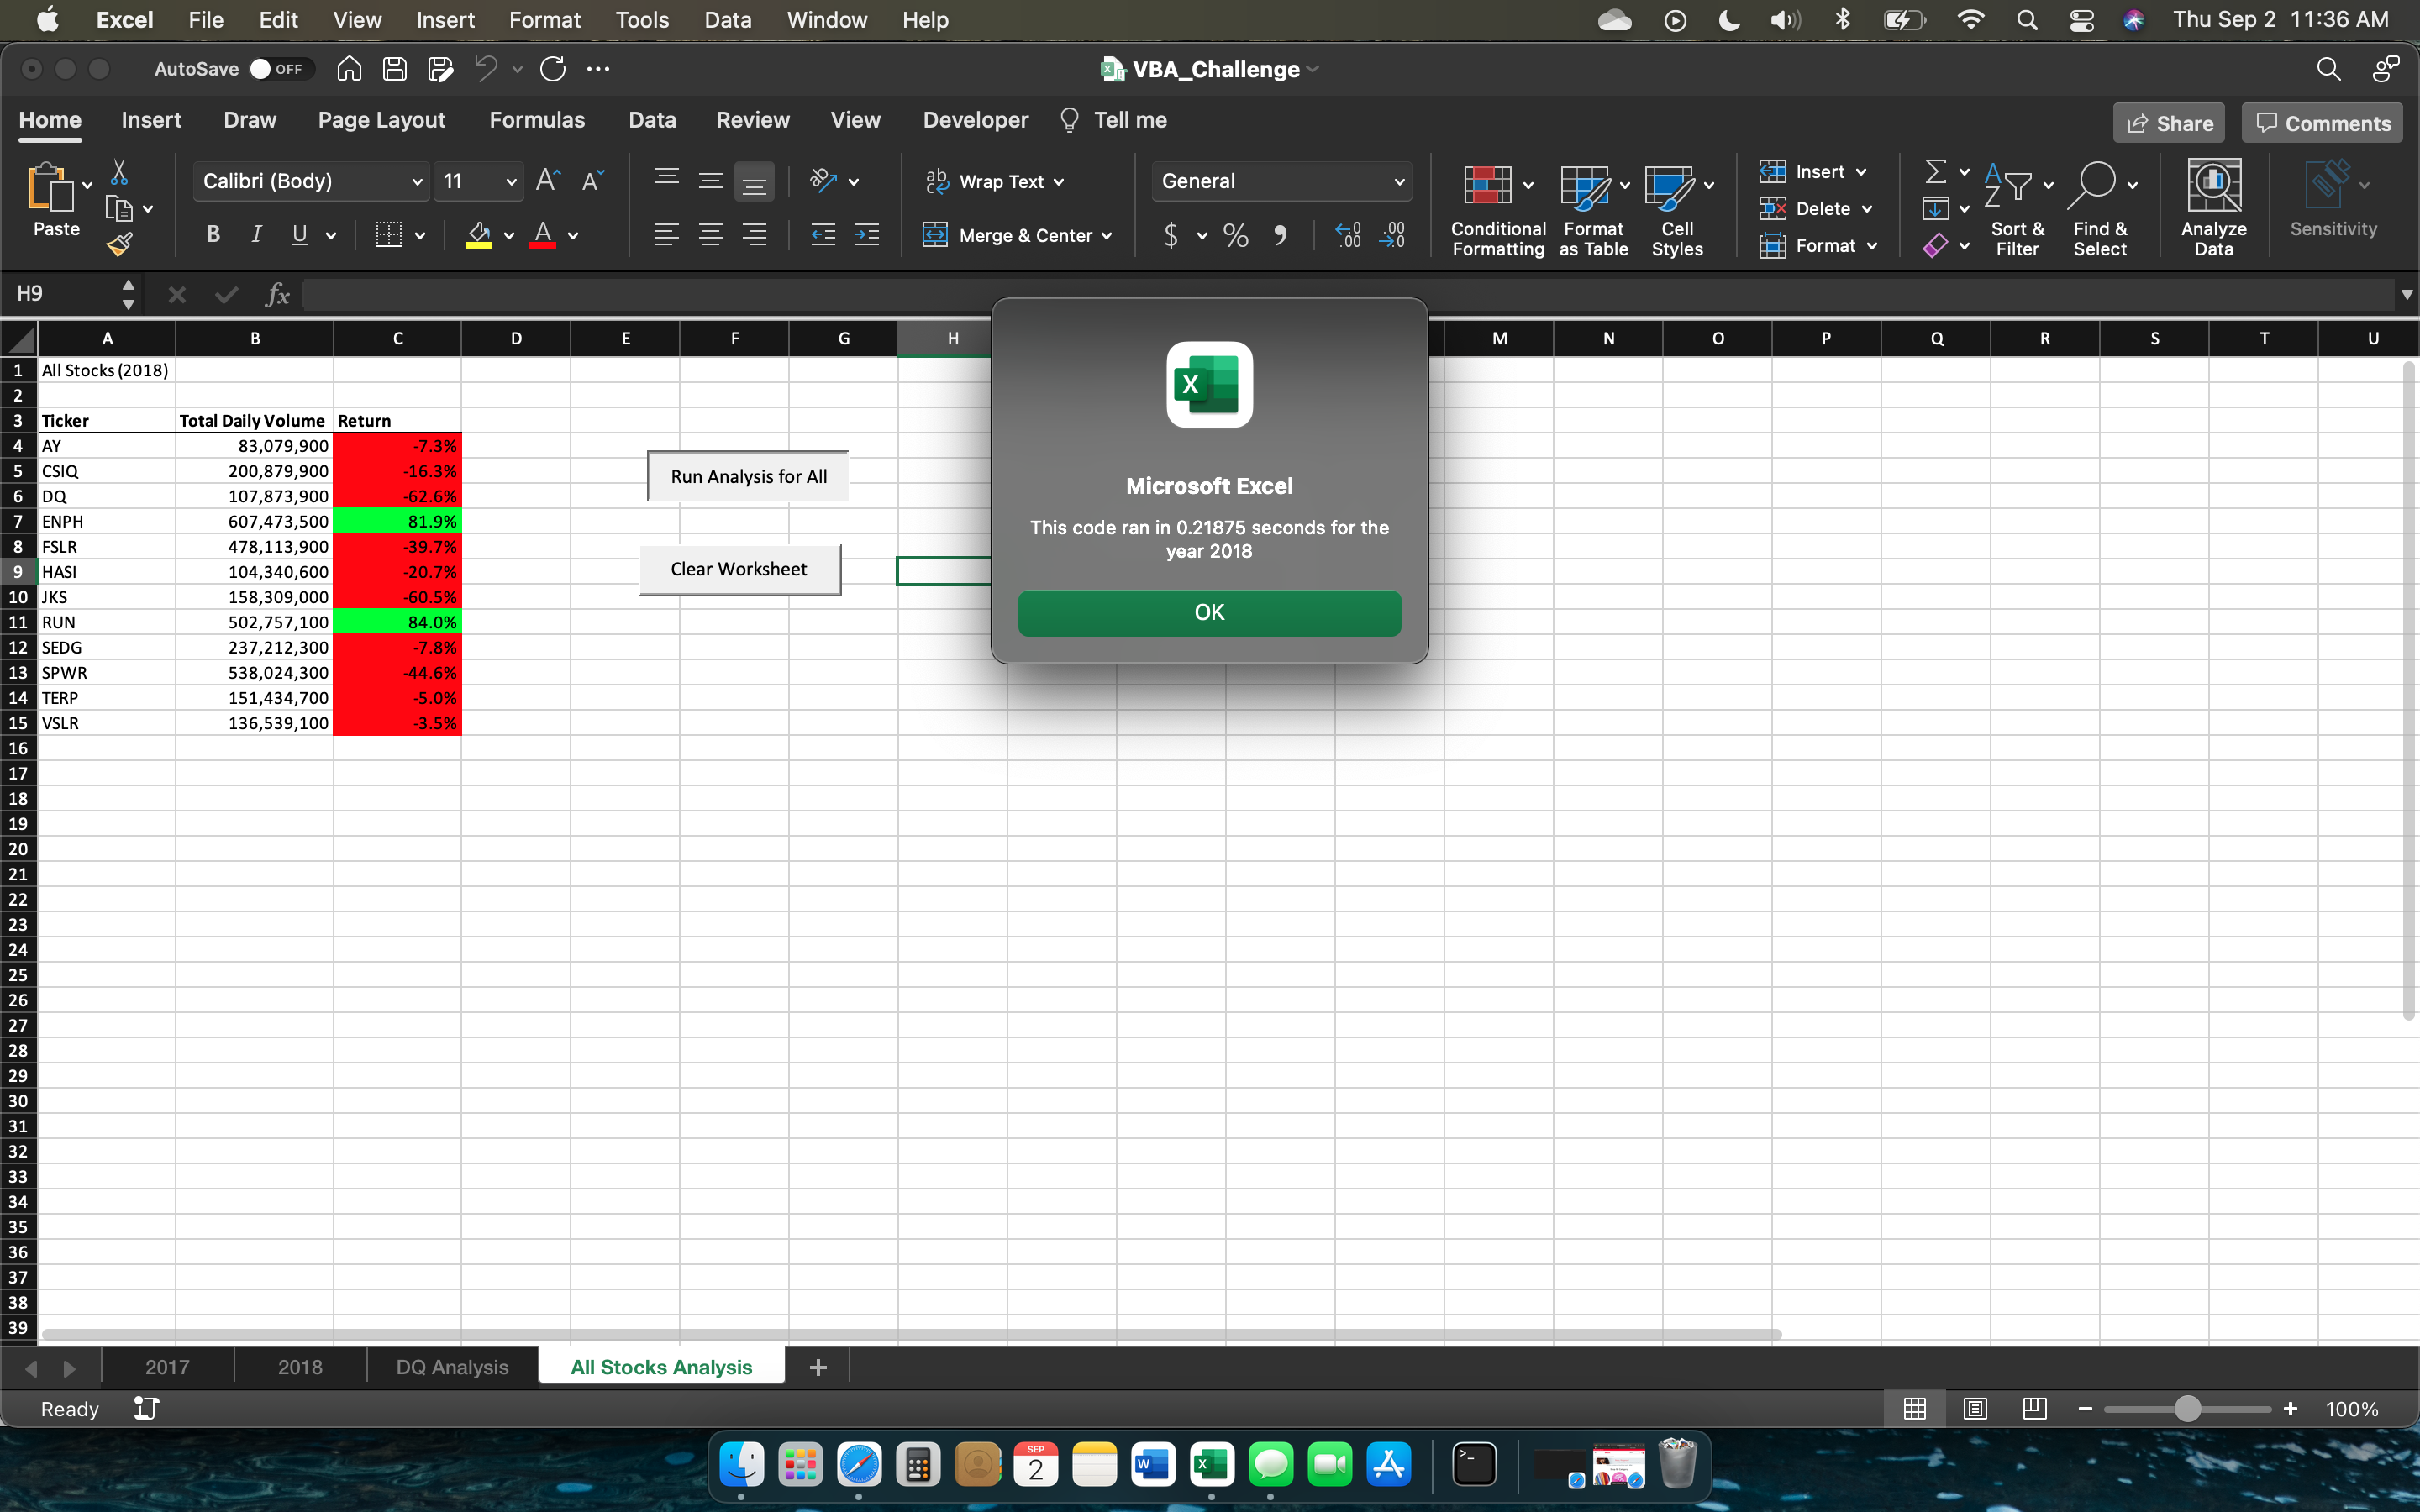 Excel File Edit View Insert Format Tools Data Window Help Thu Sep 2 11:36 AM
AutoSave OFF VBA_Challenge
Home Insert Draw Page Layout Formulas Data Review View Developer Tell me Share Comments
Calibri (Body) 11 Wrap Text General Insert
Paste Delete
B I U Merge & Center $ % Conditional Formatting Format as Table Cell Styles Format Sort & Filter Find & Select Analyze Data Sensitivity
H9 fx
A B C D E F G H M N O P Q R S T U
1 All Stocks (2018)
2
3 Ticker Total Daily Volume Return
4 AY 83,079,900 -7.3%
5 CSIQ 200,879,900 -16.3%
6 DQ 107,873,900 -62.6%
7 ENPH 607,473,500 81.9%
8 FSLR 478,113,900 -39.7%
9 HASI 104,340,600 -20.7%
10 JKS 158,309,000 -60.5%
11 RUN 502,757,100 84.0%
12 SEDG 237,212,300 -7.8%
13 SPWR 538,024,300 -44.6%
14 TERP 151,434,700 -5.0%
15 VSLR 136,539,100 -3.5%
Run Analysis for All
Clear Worksheet
Microsoft Excel
This code ran in 0.21875 seconds for the
year 2018
OK
16
17
18
19
20
21
22
23
24
25
26
27
28
29
30
31
32
33
34
35
36
37
38
39
2017 2018 DQ Analysis All Stocks Analysis +
Ready 100%
SEP
2